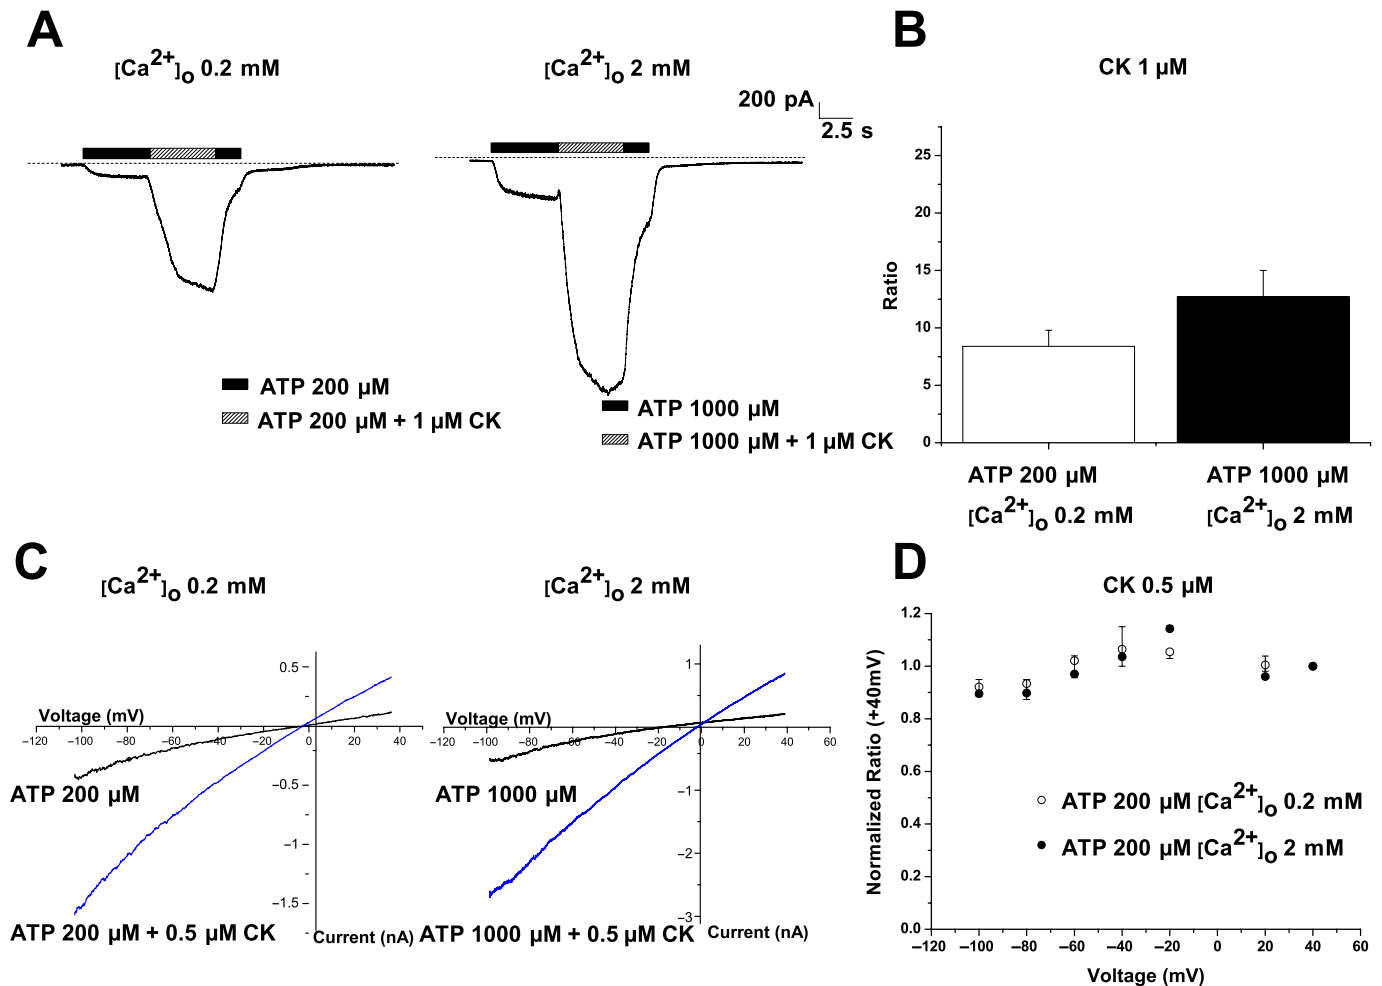 A
[Ca2+]o 0.2 mM
[Ca2+]o 2 mM
200 pA
2.5 s
ATP 200 µM
ATP 200 µM + 1 µM CK
ATP 1000 µM
ATP 1000 µM + 1 µM CK
B
CK 1 µM
Ratio
25
20
15
10
5
0
ATP 200 µM
[Ca2+]o 0.2 mM
ATP 1000 µM
[Ca2+]o 2 mM
C
[Ca2+]o 0.2 mM
0.5
Voltage (mV)
−120 −100 −80 −60 −40 −20 0 20 40
−0.5
−1
−1.5
ATP 200 µM
ATP 200 µM + 0.5 µM CK
Current (nA)
[Ca2+]o 2 mM
1
Voltage (mV)
−120 −100 −80 −60 −40 −20 0 20 40 60
−1
−2
−3
ATP 1000 µM
ATP 1000 µM + 0.5 µM CK
Current (nA)
D
CK 0.5 µM
Normalized Ratio (+40mV)
1.2
1.0
0.8
0.6
0.4
0.2
0.0
ATP 200 µM [Ca2+]o 0.2 mM
ATP 200 µM [Ca2+]o 2 mM
−120 −100 −80 −60 −40 −20 0 20 40 60
Voltage (mV)